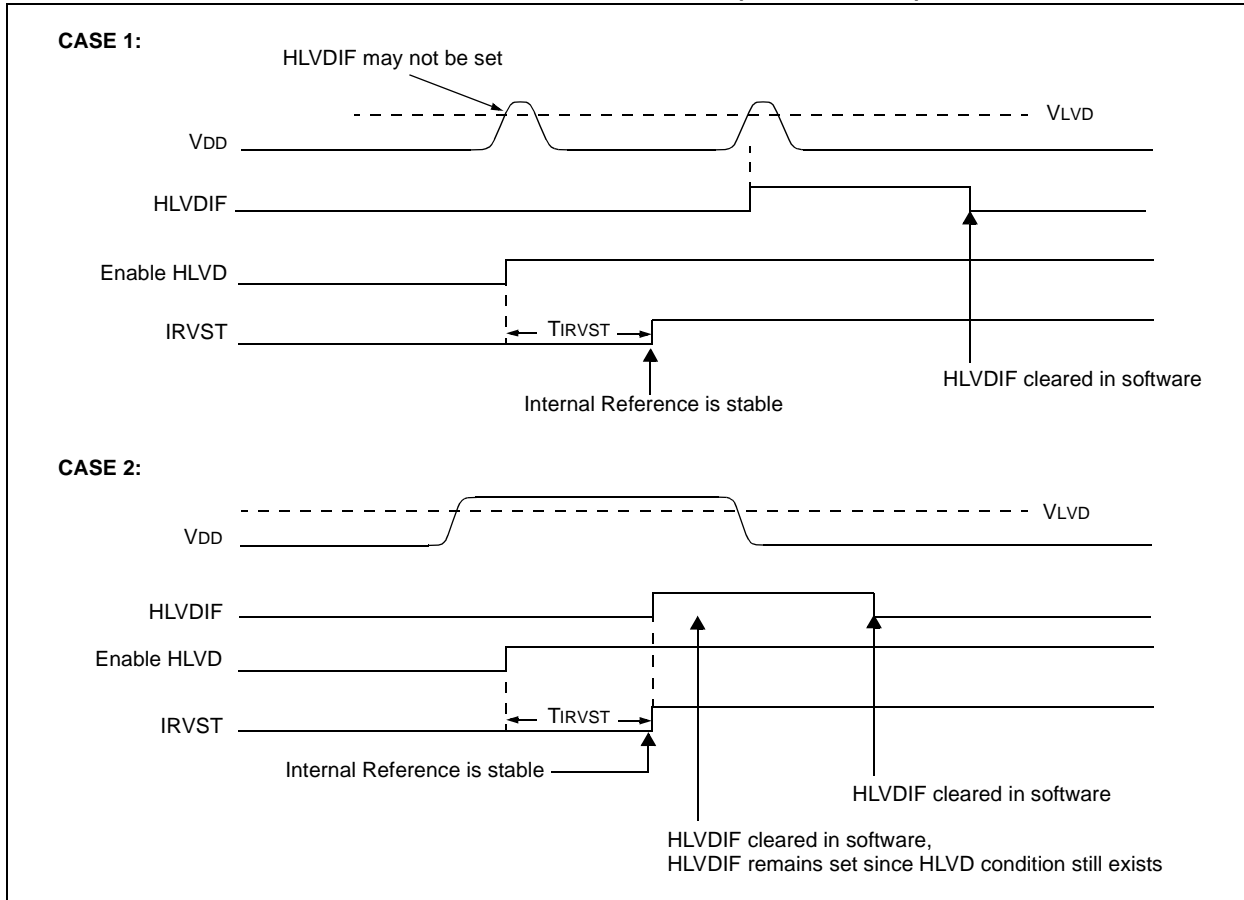 CASE 1:
HLVDIF may not be set
VLVD
VDD
HLVDIF
Enable HLVD
IRVST
TIRVST
HLVDIF cleared in software
Internal Reference is stable
CASE 2:
VLVD
VDD
HLVDIF
Enable HLVD
TIRVST
IRVST
Internal Reference is stable
HLVDIF cleared in software
HLVDIF cleared in software,
HLVDIF remains set since HLVD condition still exists